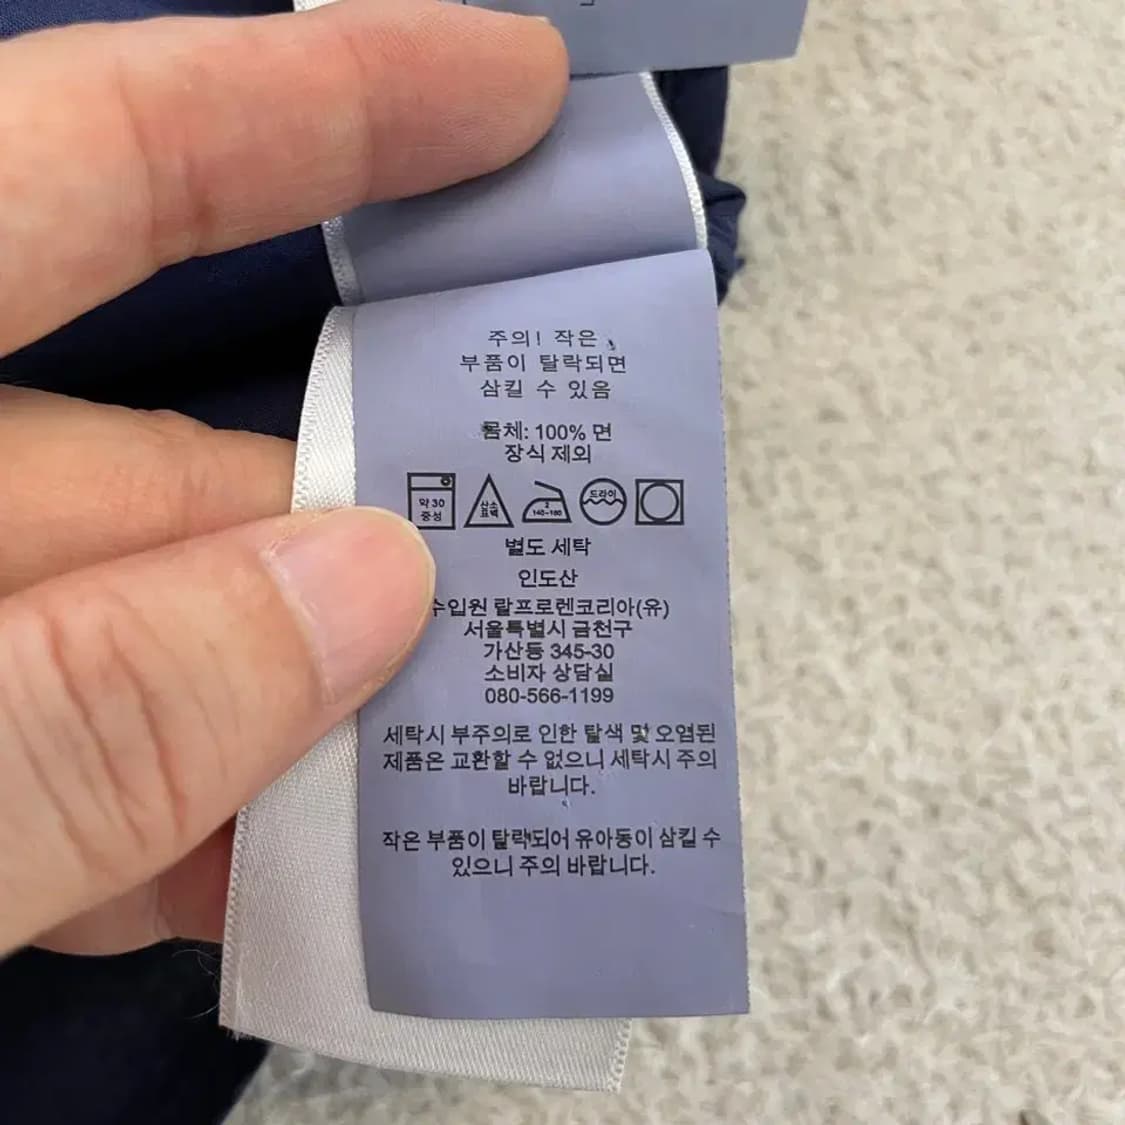 주의! 작은
부품이 탈락되면
삼킬 수 있음
몸체: 100% 면
장식 제외
약 30
중성
산소
표백
2
140~160
드라이
별도 세탁
인도산
수입원 랄프로렌코리아(유)
서울특별시 금천구
가산동 345-30
소비자 상담실
080-566-1199
세탁시 부주의로 인한 탈색 및 오염된
제품은 교환할 수 없으니 세탁시 주의
바랍니다.
작은 부품이 탈락되어 유아동이 삼킬 수
있으니 주의 바랍니다.